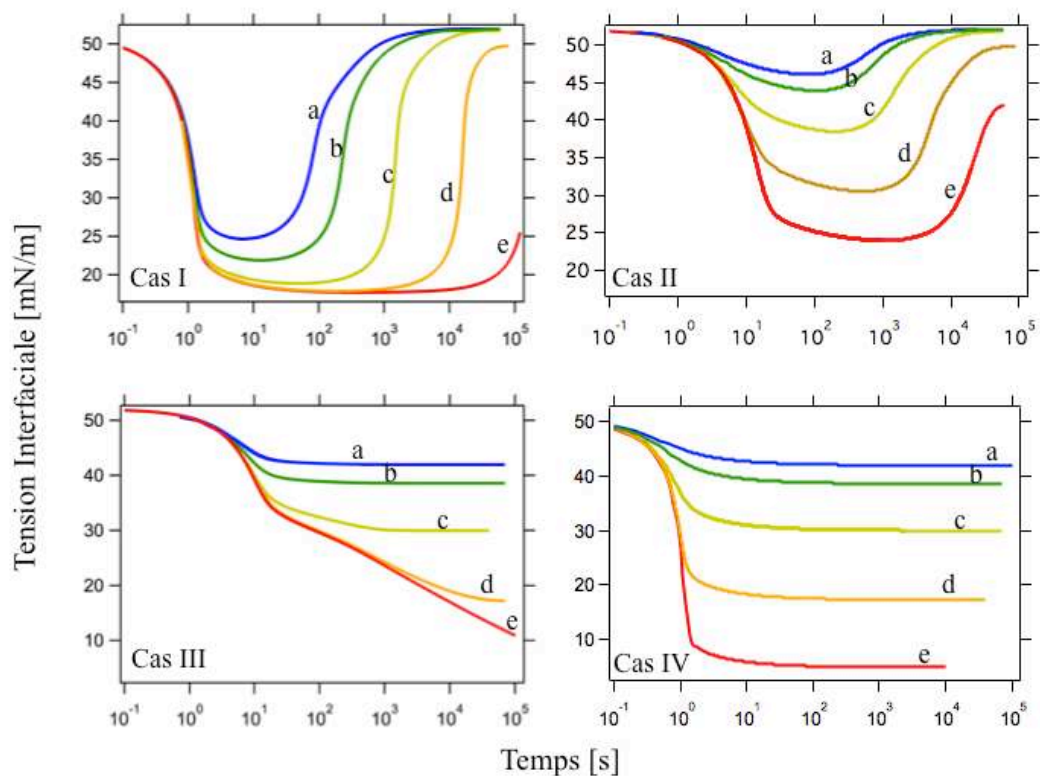 Tension Interfaciale [mN/m]
50
45
40
35
30
25
20
a
b
c
d
e
Cas I
10⁻¹ 10⁰ 10¹ 10² 10³ 10⁴ 10⁵
50
45
40
35
30
25
20
a
b
c
d
e
Cas II
10⁻¹ 10⁰ 10¹ 10² 10³ 10⁴ 10⁵
50
40
30
20
10
a
b
c
d
e
Cas III
10⁻¹ 10⁰ 10¹ 10² 10³ 10⁴ 10⁵
50
40
30
20
10
a
b
c
d
e
Cas IV
10⁻¹ 10⁰ 10¹ 10² 10³ 10⁴ 10⁵
Temps [s]